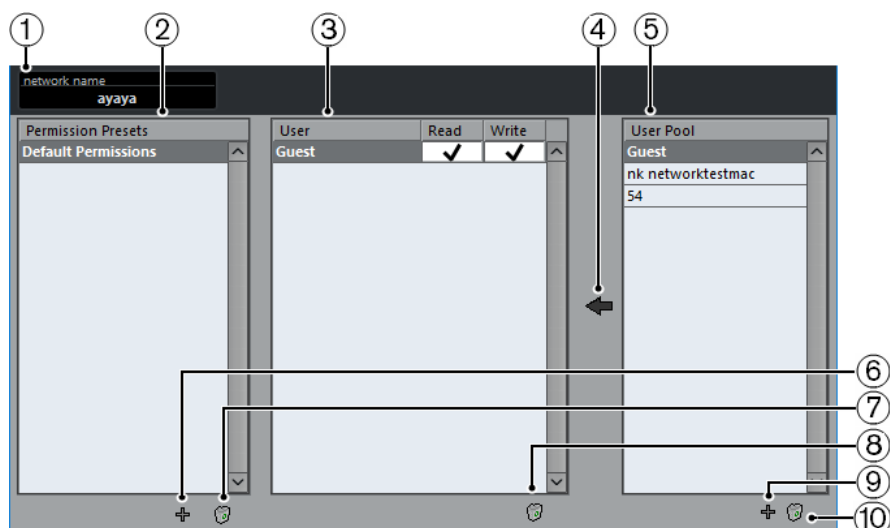 1 2 3 4 5
network name
ayaya
Permission Presets
Default Permissions
User Read Write
Guest
User Pool
Guest
nk networktestmac
54
6
7
8
9
10